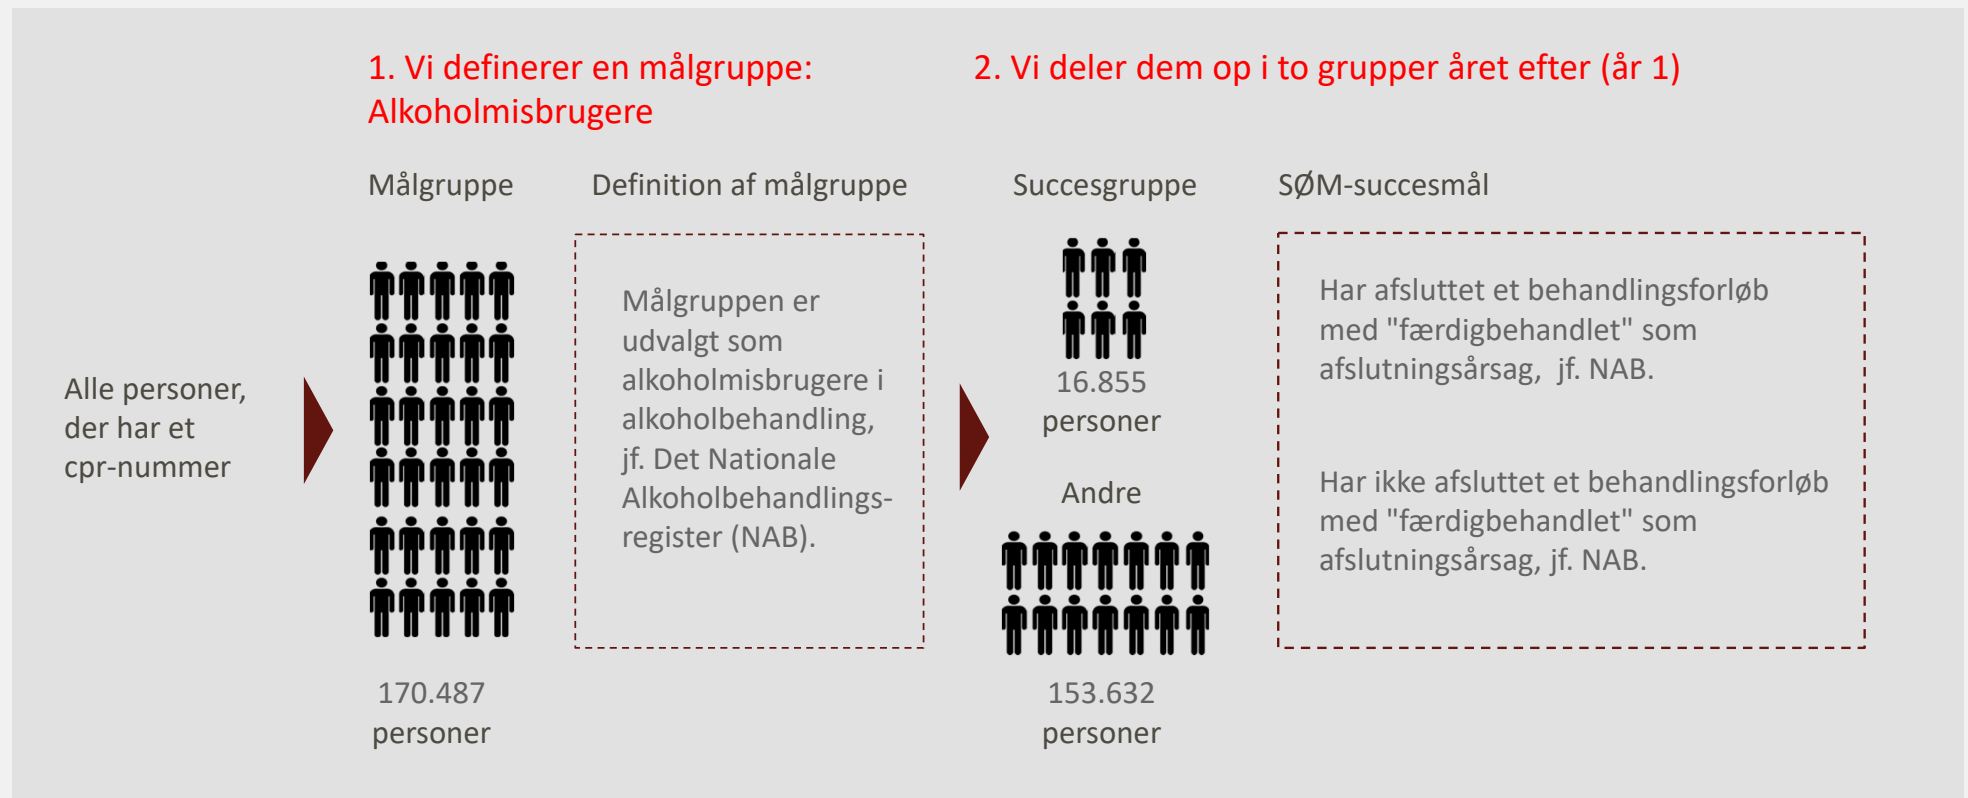 1. Vi definerer en målgruppe:
Alkoholmisbrugere
2. Vi deler dem op i to grupper året efter (år 1)
Alle personer,
der har et
cpr-nummer
Målgruppe
170.487
personer
Definition af målgruppe
Målgruppen er
udvalgt som
alkoholmisbrugere i
alkoholbehandling,
jf. Det Nationale
Alkoholbehandlings-
register (NAB).
Succesgruppe
16.855
personer
Andre
153.632
personer
SØM-succesmål
Har afsluttet et behandlingsforløb
med "færdigbehandlet" som
afslutningsårsag, jf. NAB.
Har ikke afsluttet et behandlingsforløb
med "færdigbehandlet" som
afslutningsårsag, jf. NAB.